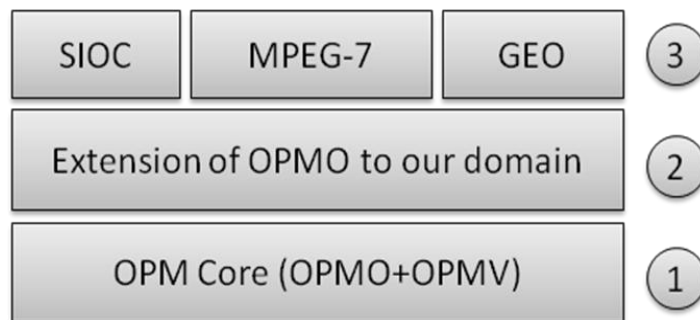 SIOC MPEG-7 GEO 3
Extension of OPMO to our domain 2
OPM Core (OPMO+OPMV) 1